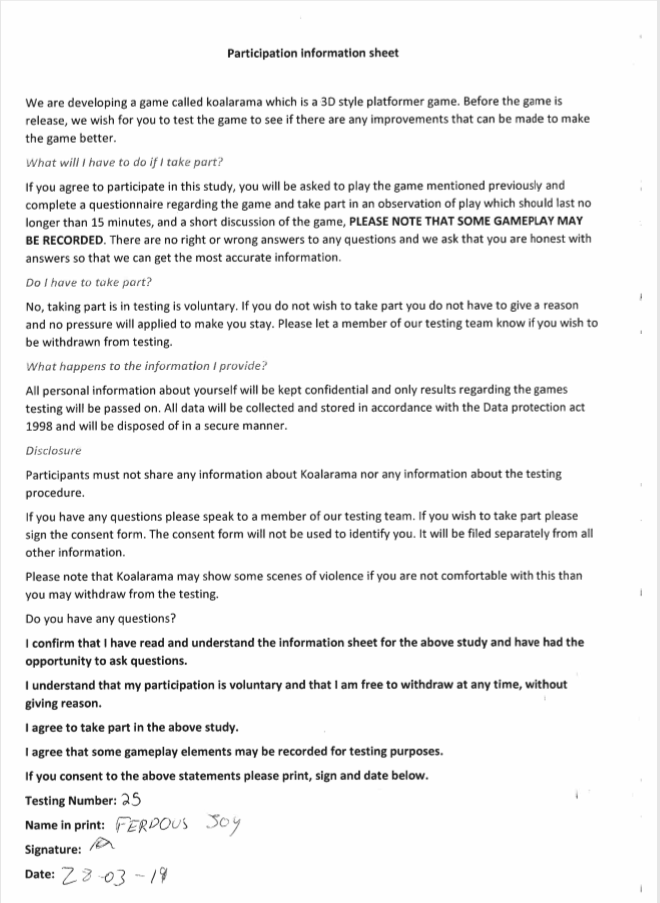 Participation information sheet
We are developing a game called koalarama which is a 3D style platformer game. Before the game is
release, we wish for you to test the game to see if there are any improvements that can be made to make
the game better.
What will I have to do if I take part?
If you agree to participate in this study, you will be asked to play the game mentioned previously and
complete a questionnaire regarding the game and take part in an observation of play which should last no
longer than 15 minutes, and a short discussion of the game, PLEASE NOTE THAT SOME GAMEPLAY MAY
BE RECORDED. There are no right or wrong answers to any questions and we ask that you are honest with
answers so that we can get the most accurate information.
Do I have to take part?
No, taking part is in testing is voluntary. If you do not wish to take part you do not have to give a reason
and no pressure will applied to make you stay. Please let a member of our testing team know if you wish to
be withdrawn from testing.
What happens to the information I provide?
All personal information about yourself will be kept confidential and only results regarding the games
testing will be passed on. All data will be collected and stored in accordance with the Data protection act
1998 and will be disposed of in a secure manner.
Disclosure
Participants must not share any information about Koalarama nor any information about the testing
procedure.
If you have any questions please speak to a member of our testing team. If you wish to take part please
sign the consent form. The consent form will not be used to identify you. It will be filed separately from all
other information.
Please note that Koalarama may show some scenes of violence if you are not comfortable with this than
you may withdraw from the testing.
Do you have any questions?
I confirm that I have read and understand the information sheet for the above study and have had the
opportunity to ask questions.
I understand that my participation is voluntary and that I am free to withdraw at any time, without
giving reason.
I agree to take part in the above study.
I agree that some gameplay elements may be recorded for testing purposes.
If you consent to the above statements please print, sign and date below.
Testing Number: 25
Name in print: FERDOUS JOY
Signature:
Date: 28-03-19